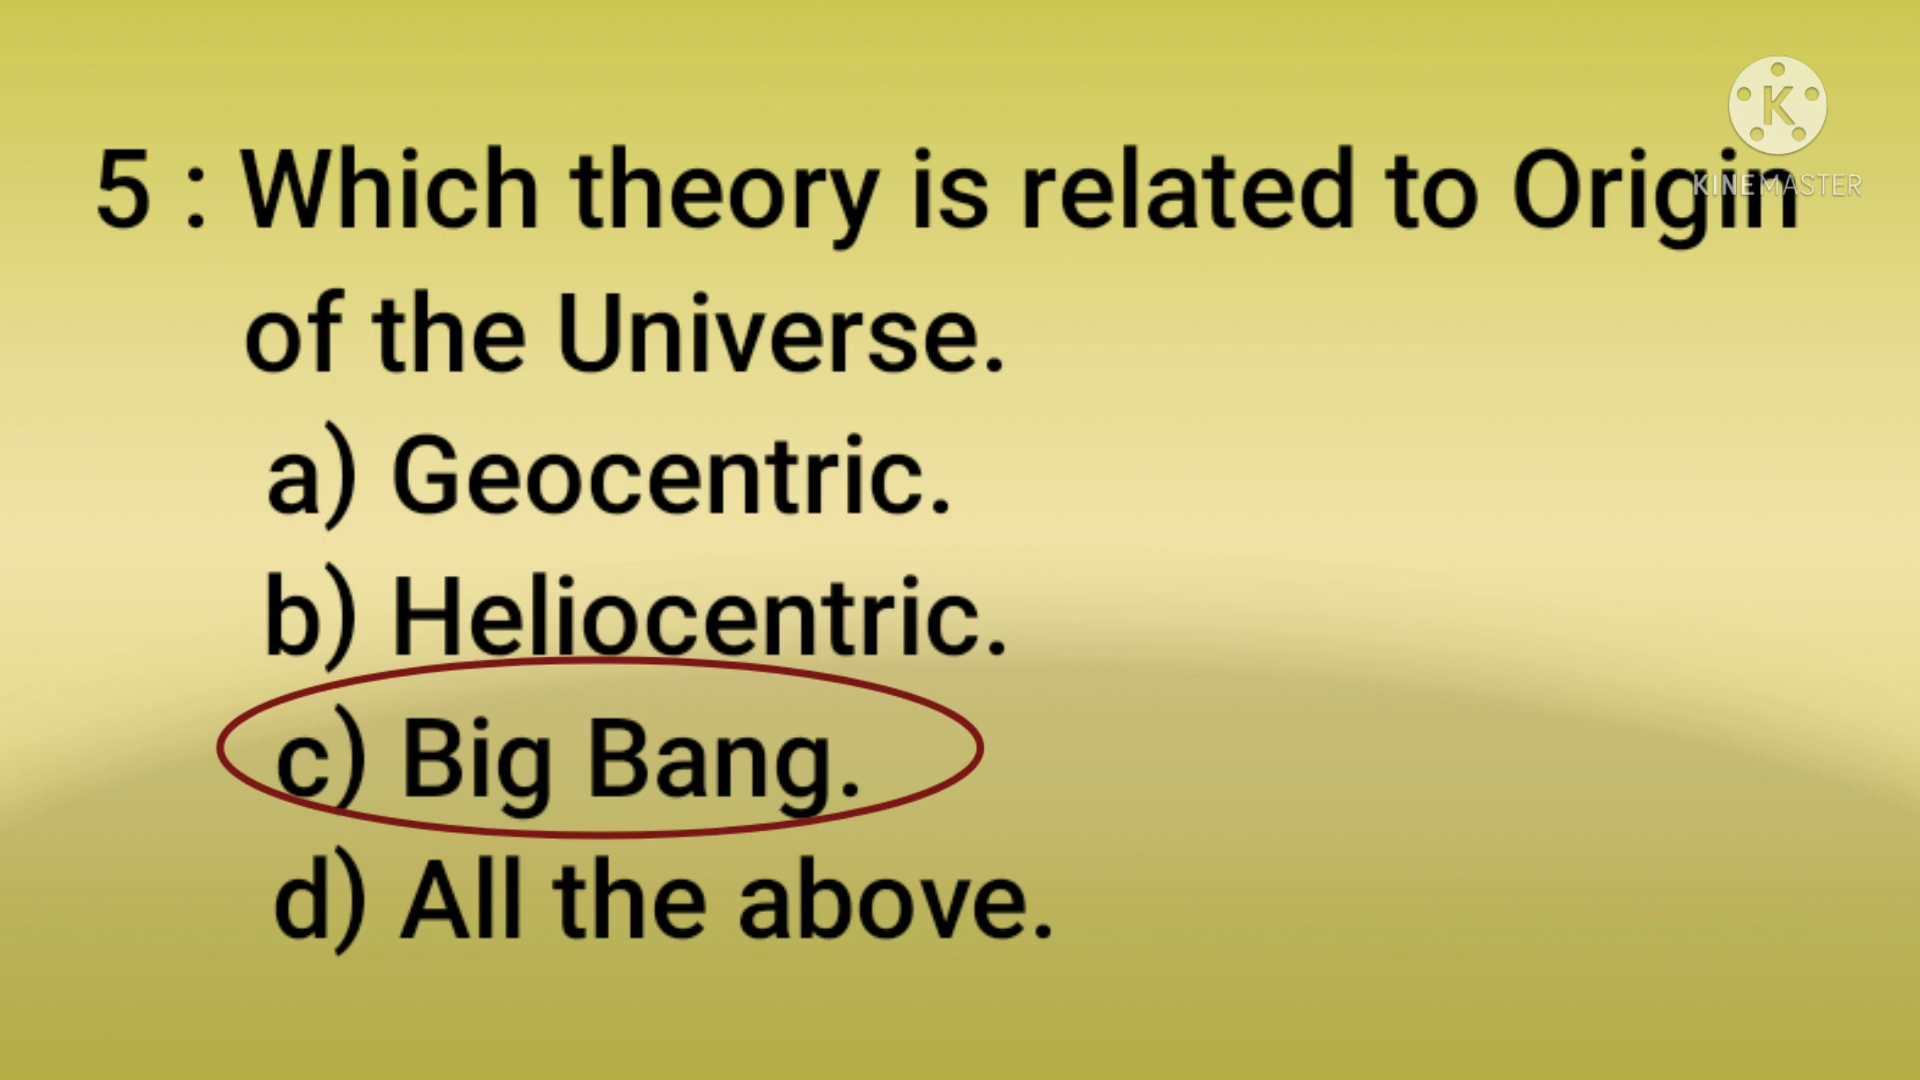 K
KINEMASTER
5 : Which theory is related to Origin
of the Universe.
a) Geocentric.
b) Heliocentric.
c) Big Bang.
d) All the above.